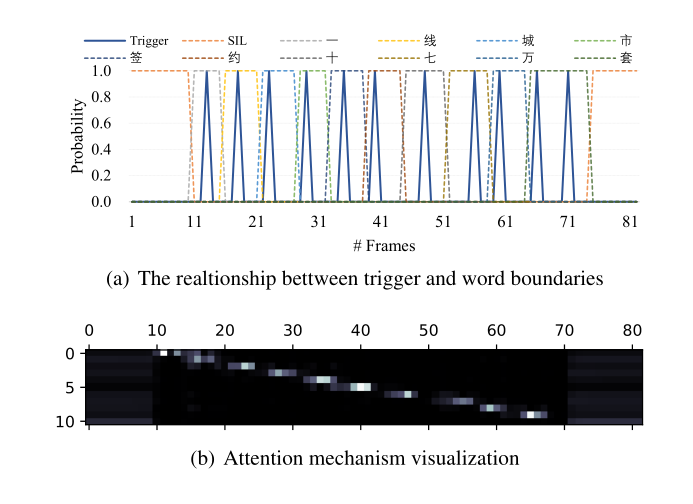 Trigger SIL 一 线 城 市
签 约 十 七 万 套
1.0
0.8
0.6
0.4
0.2
0.0
Probability
1 11 21 31 41 51 61 71 81
# Frames
(a) The realtionship bettween trigger and word boundaries
0 10 20 30 40 50 60 70 80
0
5
10
(b) Attention mechanism visualization